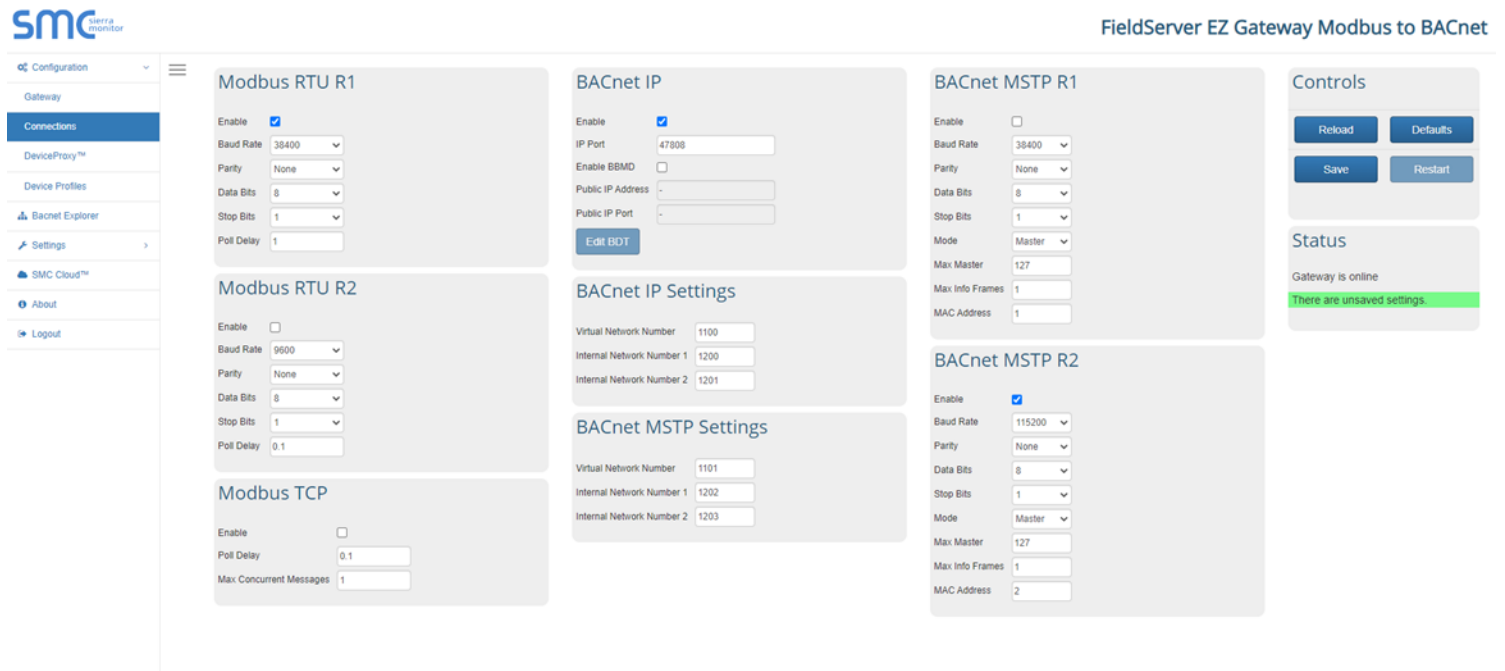 SMC sierra monitor
FieldServer EZ Gateway Modbus to BACnet
Configuration
Gateway
Connections
DeviceProxy™
Device Profiles
Bacnet Explorer
Settings
SMC Cloud™
About
Logout
Modbus RTU R1
Enable
Baud Rate 38400
Parity None
Data Bits 8
Stop Bits 1
Poll Delay 1
Modbus RTU R2
Enable
Baud Rate 9600
Parity None
Data Bits 8
Stop Bits 1
Poll Delay 0.1
Modbus TCP
Enable
Poll Delay 0.1
Max Concurrent Messages 1
BACnet IP
Enable
IP Port 47808
Enable BBMD
Public IP Address -
Public IP Port -
Edit BDT
BACnet IP Settings
Virtual Network Number 1100
Internal Network Number 1 1200
Internal Network Number 2 1201
BACnet MSTP Settings
Virtual Network Number 1101
Internal Network Number 1 1202
Internal Network Number 2 1203
BACnet MSTP R1
Enable
Baud Rate 38400
Parity None
Data Bits 8
Stop Bits 1
Mode Master
Max Master 127
Max Info Frames 1
MAC Address 1
BACnet MSTP R2
Enable
Baud Rate 115200
Parity None
Data Bits 8
Stop Bits 1
Mode Master
Max Master 127
Max Info Frames 1
MAC Address 2
Controls
Reload Defaults
Save Restart
Status
Gateway is online
There are unsaved settings.